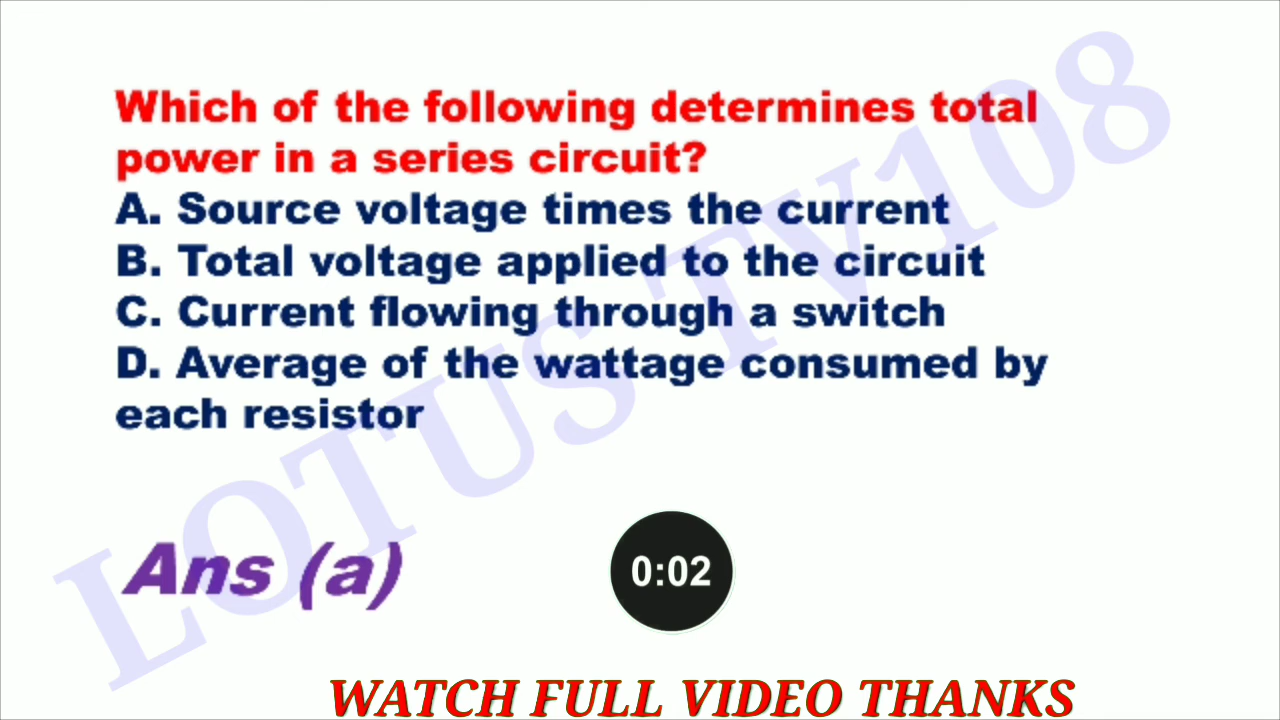 Which of the following determines total
power in a series circuit?
A. Source voltage times the current
B. Total voltage applied to the circuit
C. Current flowing through a switch
D. Average of the wattage consumed by
each resistor
LOTUS TV108
Ans (a)
0:02
WATCH FULL VIDEO THANKS